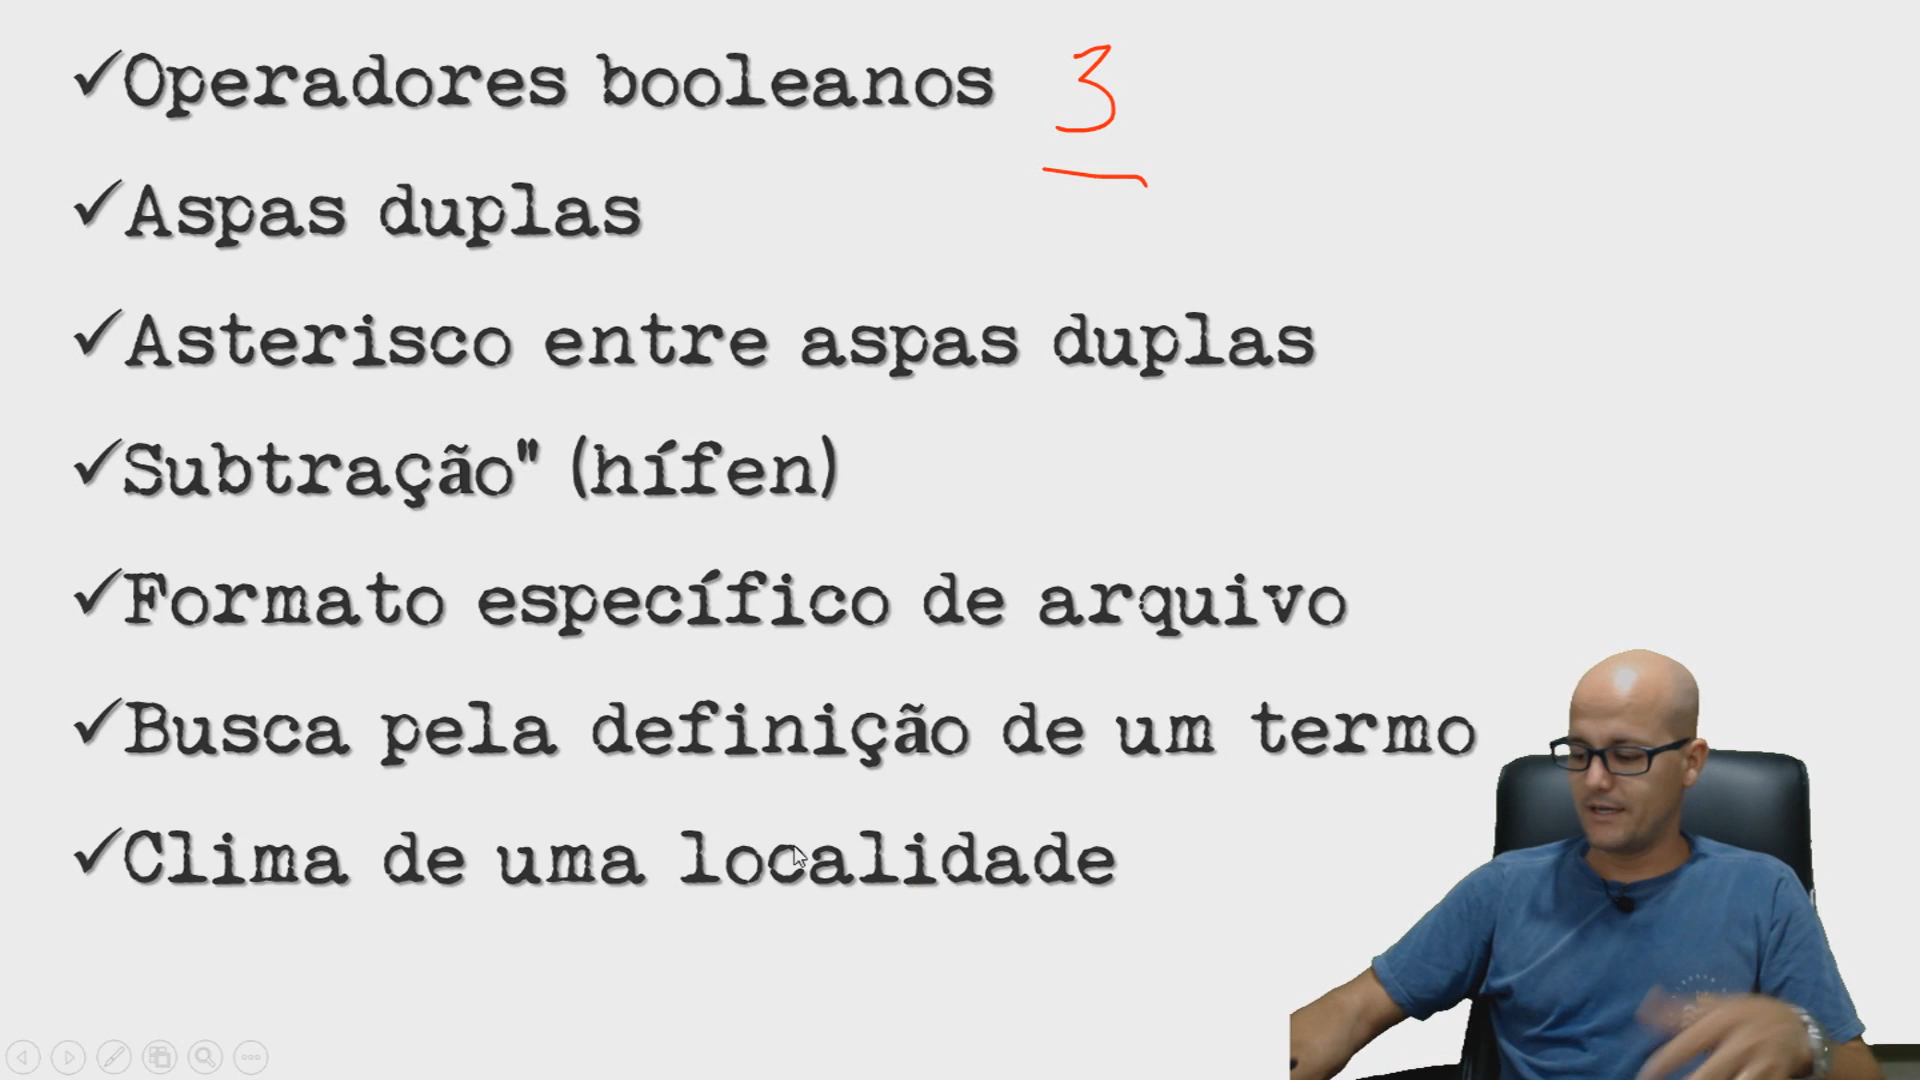 ✓Operadores booleanos 3
✓Aspas duplas
✓Asterisco entre aspas duplas
✓Subtração" (hífen)
✓Formato específico de arquivo
✓Busca pela definição de um termo
✓Clima de uma localidade